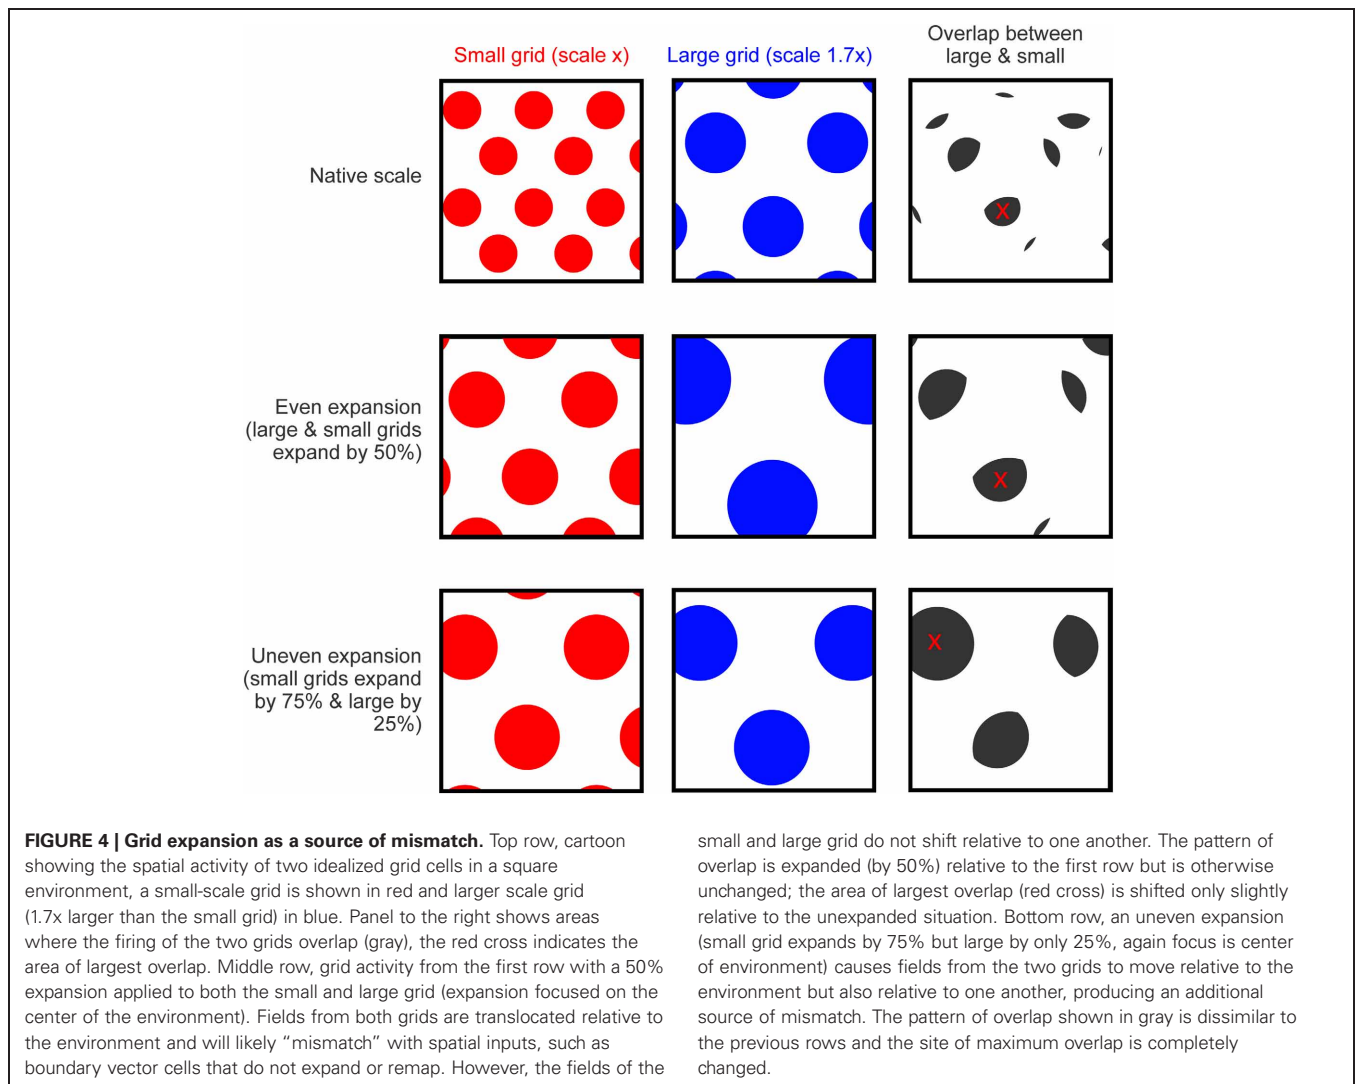 Small grid (scale x)
Large grid (scale 1.7x)
Overlap between
large & small
Native scale
X
Even expansion
(large & small grids
expand by 50%)
X
Uneven expansion
(small grids expand
by 75% & large by
25%)
X
FIGURE 4 | Grid expansion as a source of mismatch. Top row, cartoon
showing the spatial activity of two idealized grid cells in a square
environment, a small-scale grid is shown in red and larger scale grid
(1.7x larger than the small grid) in blue. Panel to the right shows areas
where the firing of the two grids overlap (gray), the red cross indicates the
area of largest overlap. Middle row, grid activity from the first row with a 50%
expansion applied to both the small and large grid (expansion focused on the
center of the environment). Fields from both grids are translocated relative to
the environment and will likely “mismatch” with spatial inputs, such as
boundary vector cells that do not expand or remap. However, the fields of the
small and large grid do not shift relative to one another. The pattern of
overlap is expanded (by 50%) relative to the first row but is otherwise
unchanged; the area of largest overlap (red cross) is shifted only slightly
relative to the unexpanded situation. Bottom row, an uneven expansion
(small grid expands by 75% but large by only 25%, again focus is center
of environment) causes fields from the two grids to move relative to the
environment but also relative to one another, producing an additional
source of mismatch. The pattern of overlap shown in gray is dissimilar to
the previous rows and the site of maximum overlap is completely
changed.